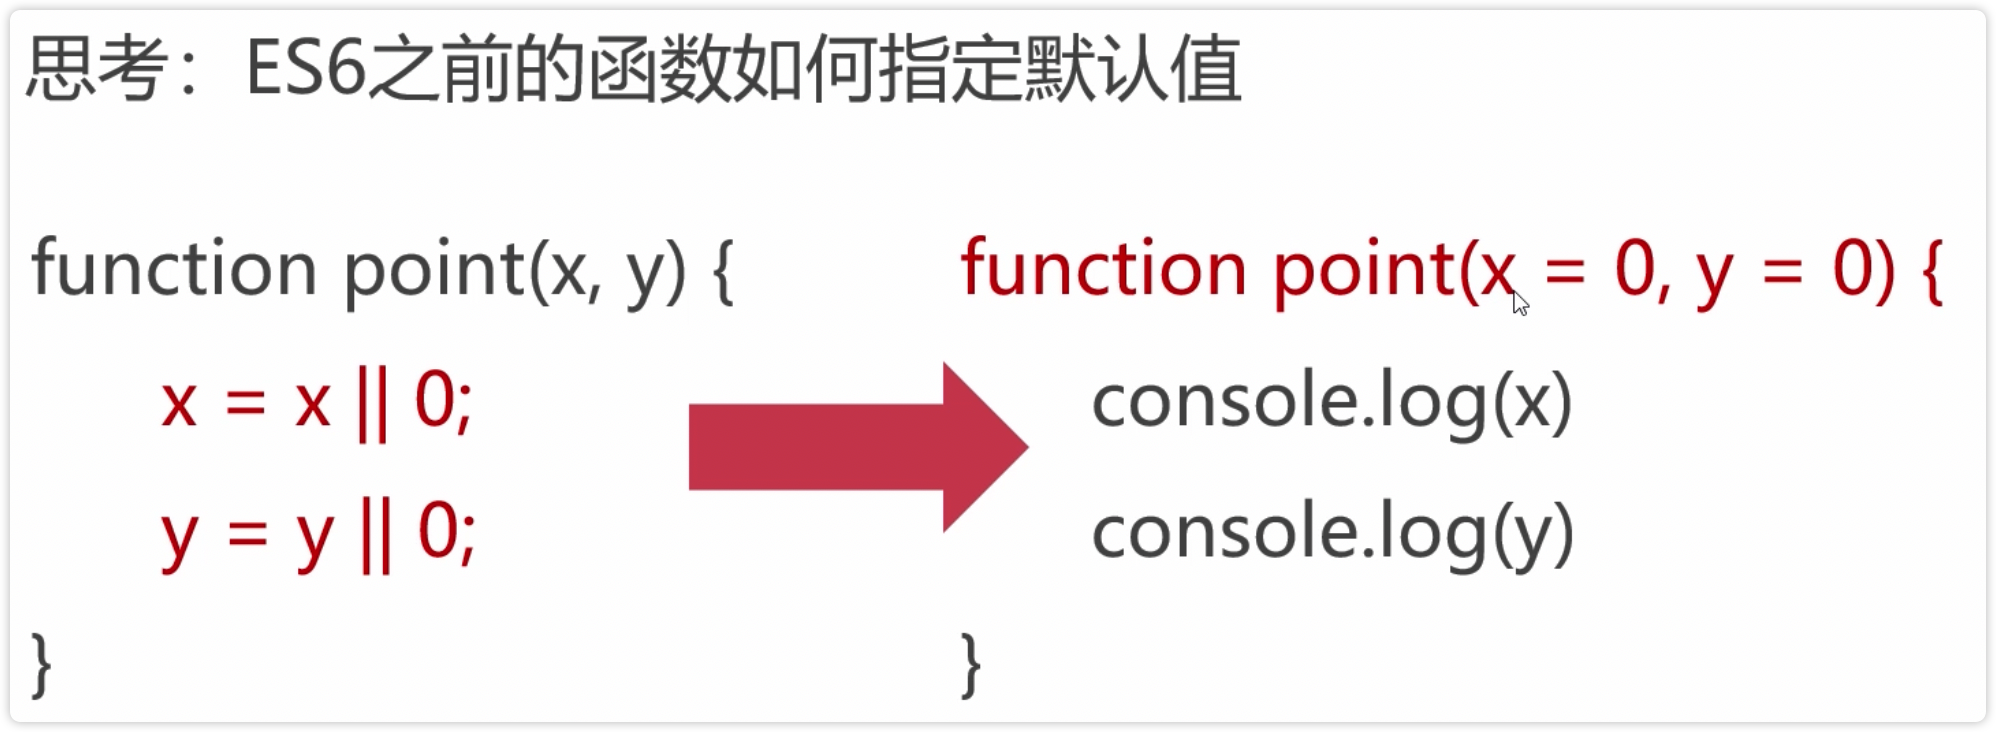 思考：ES6之前的函数如何指定默认值
function point(x, y) {
x = x || 0;
y = y || 0;
}
function point(x = 0, y = 0) {
console.log(x)
console.log(y)
}